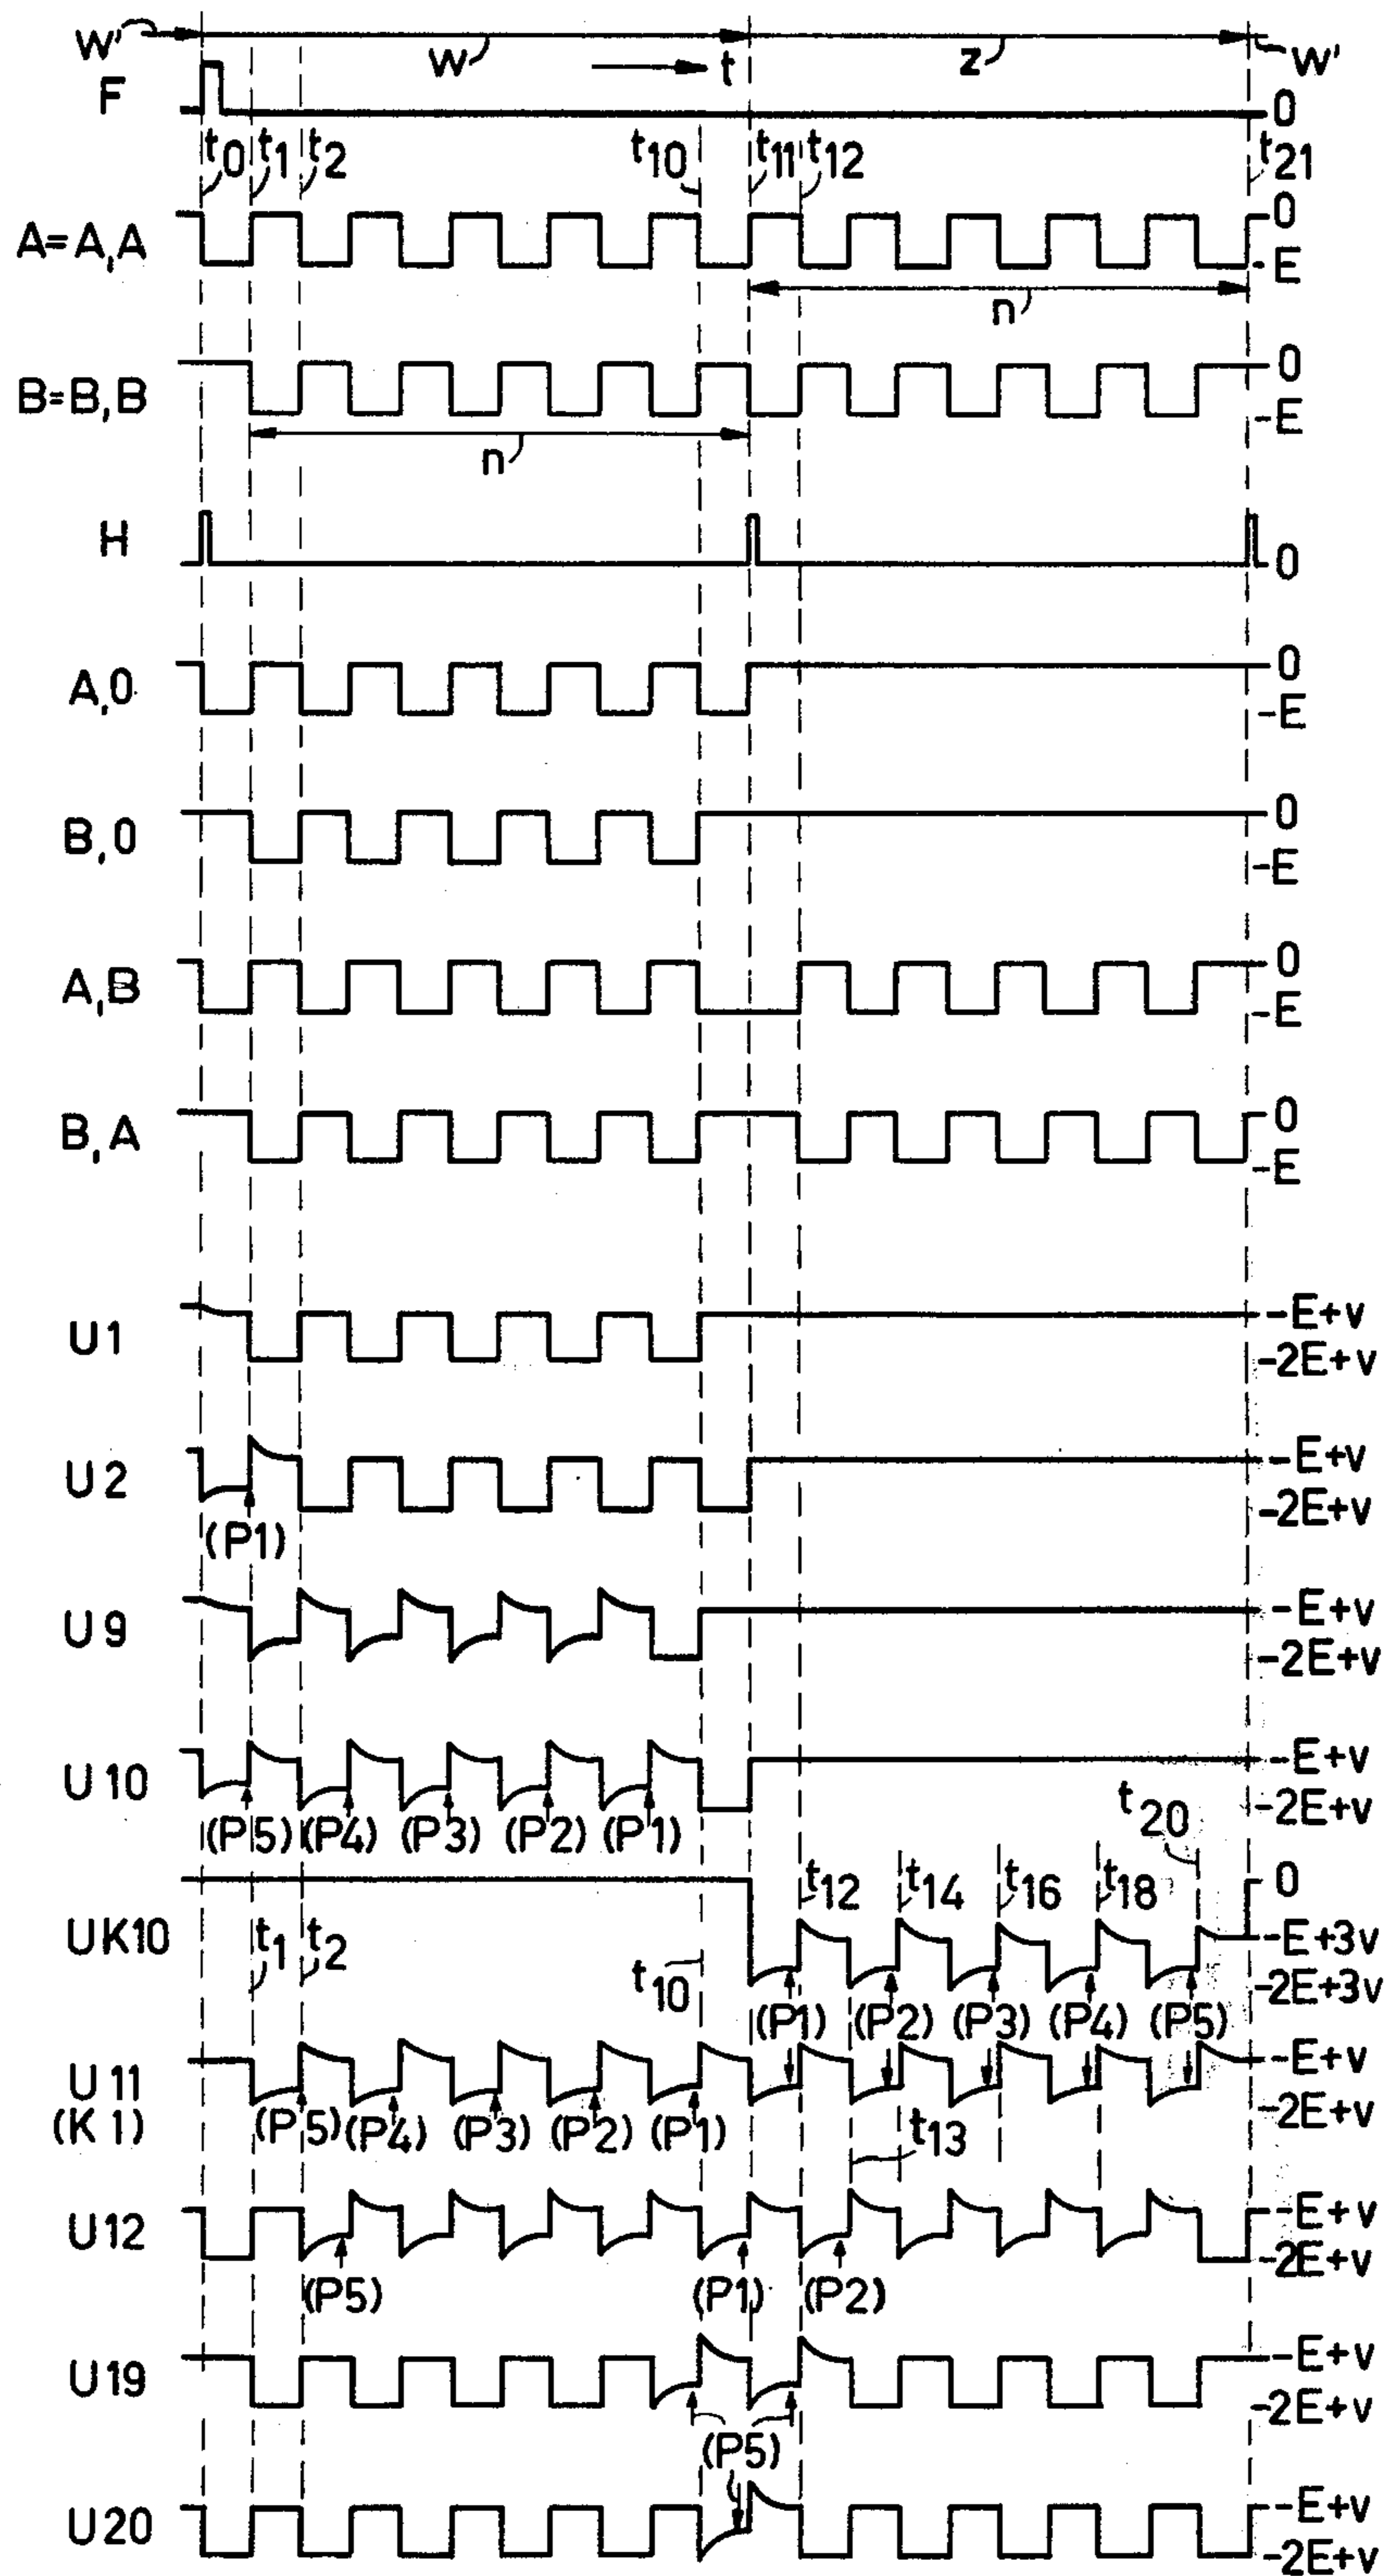 W' w t z W'
F 0
t0 t1 t2 t10 t11 t12 t21
A=A,A 0
-E
n
B=B,B 0
-E
n
H 0
A,0 0
-E
B,0 0
-E
A,B 0
-E
B,A 0
-E
U1 -E+v
-2E+v
U2 -E+v
-2E+v
(P1)
U9 -E+v
-2E+v
U10 -E+v
-2E+v
(P5) (P4) (P3) (P2) (P1) t20
UK10 t12 t14 t16 t18 0
t1 t2 t10 -E+3v
-2E+3v
(P1) (P2) (P3) (P4) (P5)
U11 -E+v
(K1) -2E+v
(P5) (P4) (P3) (P2) (P1) t13
U12 -E+v
-2E+v
(P5) (P1) (P2)
U19 -E+v
-2E+v
(P5)
U20 -E+v
-2E+v